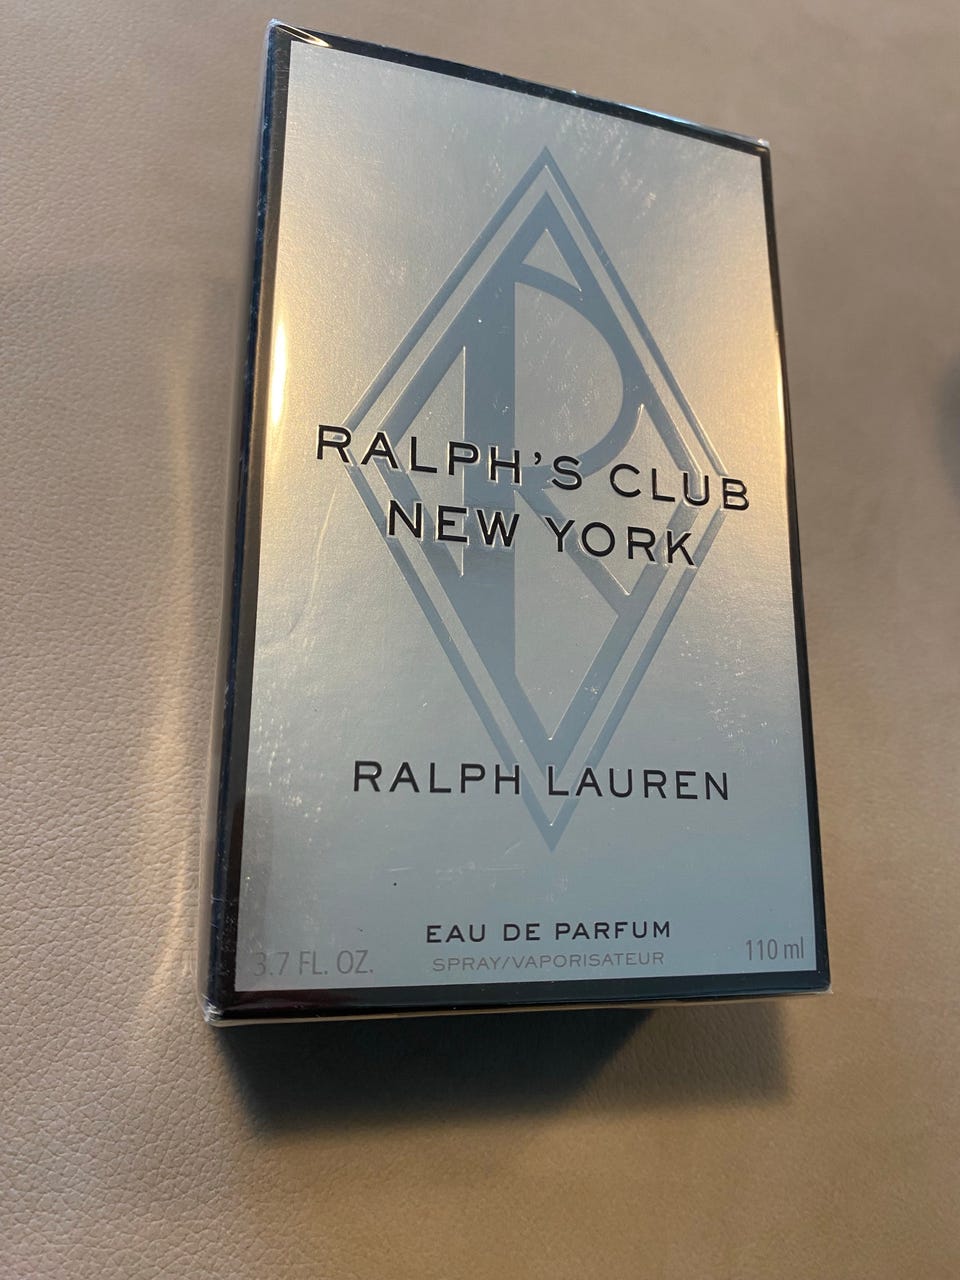 RALPH'S CLUB
NEW YORK
RALPH LAUREN
EAU DE PARFUM
SPRAY/VAPORISATEUR
3.7 FL. OZ.
110 ml